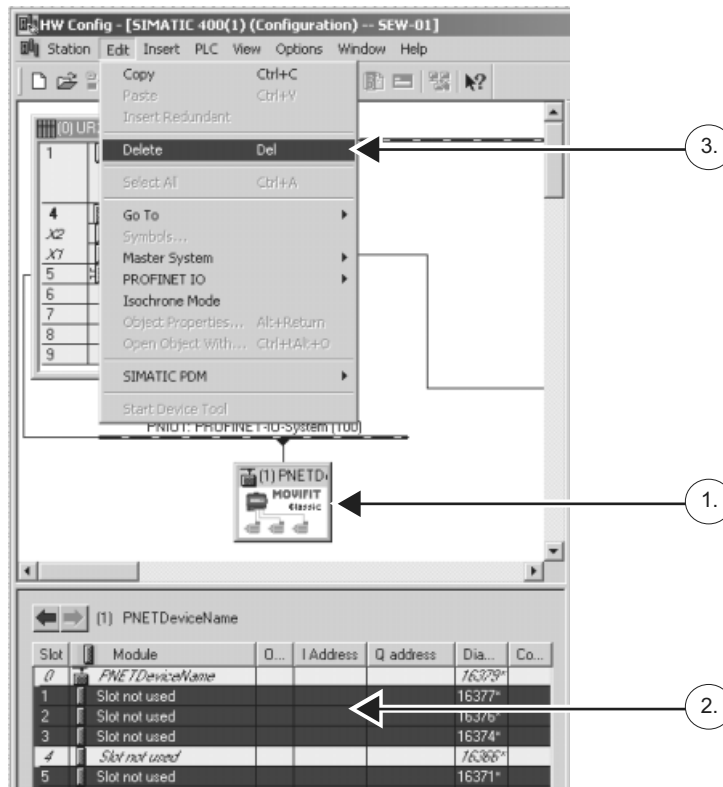 HW Config - [SIMATIC 400(1) (Configuration) -- SEW-01]
Station Edit Insert PLC View Options Window Help
Copy Ctrl+C
Paste Ctrl+V
Insert Redundant
(0) UR
Delete Del
3.
1
Select All Ctrl+A
4 Go To
X2 Symbols...
X1 Master System
5 PROFINET IO
6 Isochrone Mode
7 Object Properties... Alt+Return
8 Open Object With... Ctrl+Alt+O
9
SIMATIC PDM
Start Device Tool
PROFINET-IO-System (100)
(1) PNETD
MOVIFIT
Classic
1.
(1) PNETDeviceName
Slot Module O... I Address Q address Dia... Co...
0 PNETDeviceName 16379*
1 Slot not used 16377*
2 Slot not used 16376*
2.
3 Slot not used 16374*
4 Slot not used 16366*
5 Slot not used 16371*